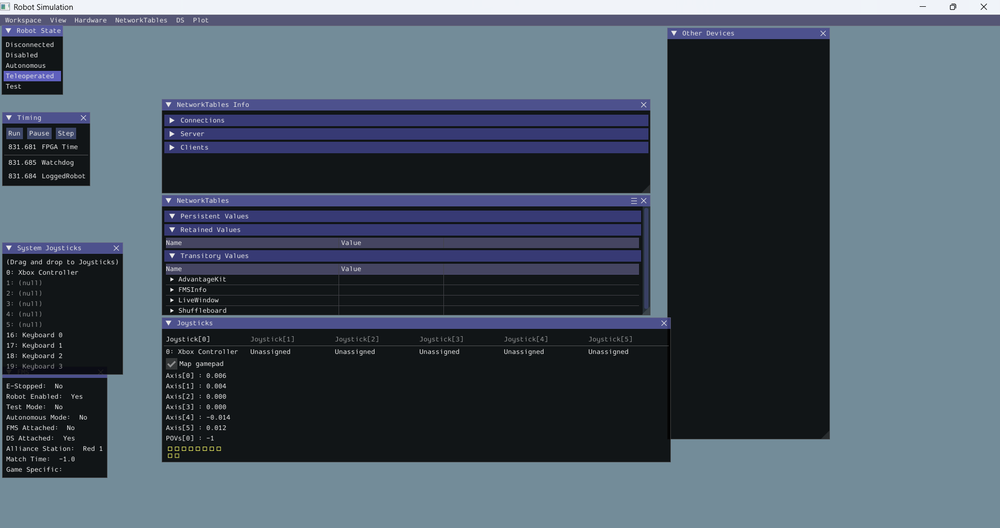 Robot Simulation
Workspace View Hardware NetworkTables DS Plot
Robot State
Disconnected
Disabled
Autonomous
Teleoperated
Test
Timing
Run Pause Step
831.681 FPGA Time
831.685 Watchdog
831.684 LoggedRobot
System Joysticks
(Drag and drop to Joysticks)
0: Xbox Controller
1: (null)
2: (null)
3: (null)
4: (null)
5: (null)
16: Keyboard 0
17: Keyboard 1
18: Keyboard 2
19: Keyboard 3
FMS
E-Stopped: No
Robot Enabled: Yes
Test Mode: No
Autonomous Mode: No
FMS Attached: No
DS Attached: Yes
Alliance Station: Red 1
Match Time: -1.0
Game Specific:
NetworkTables Info
Connections
Server
Clients
NetworkTables
Persistent Values
Retained Values
Name Value
Transitory Values
Name Value
AdvantageKit
FMSInfo
LiveWindow
Shuffleboard
Joysticks
Joystick[0] Joystick[1] Joystick[2] Joystick[3] Joystick[4] Joystick[5]
0: Xbox Controller Unassigned Unassigned Unassigned Unassigned Unassigned
Map gamepad
Axis[0] : 0.006
Axis[1] : 0.004
Axis[2] : 0.000
Axis[3] : 0.000
Axis[4] : -0.014
Axis[5] : 0.012
POVs[0] : -1
Other Devices